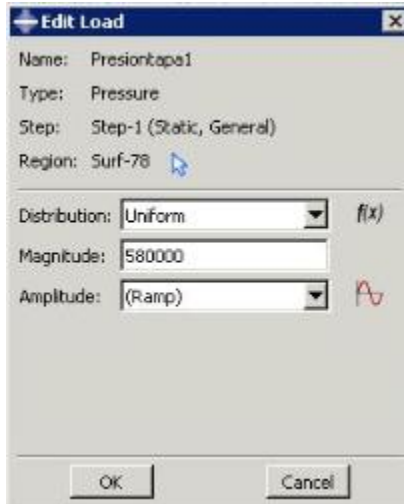 Edit Load
Name: Presiontapa1
Type: Pressure
Step: Step-1 (Static, General)
Region: Surf-78
Distribution: Uniform f(x)
Magnitude: 580000
Amplitude: (Ramp)
OK Cancel